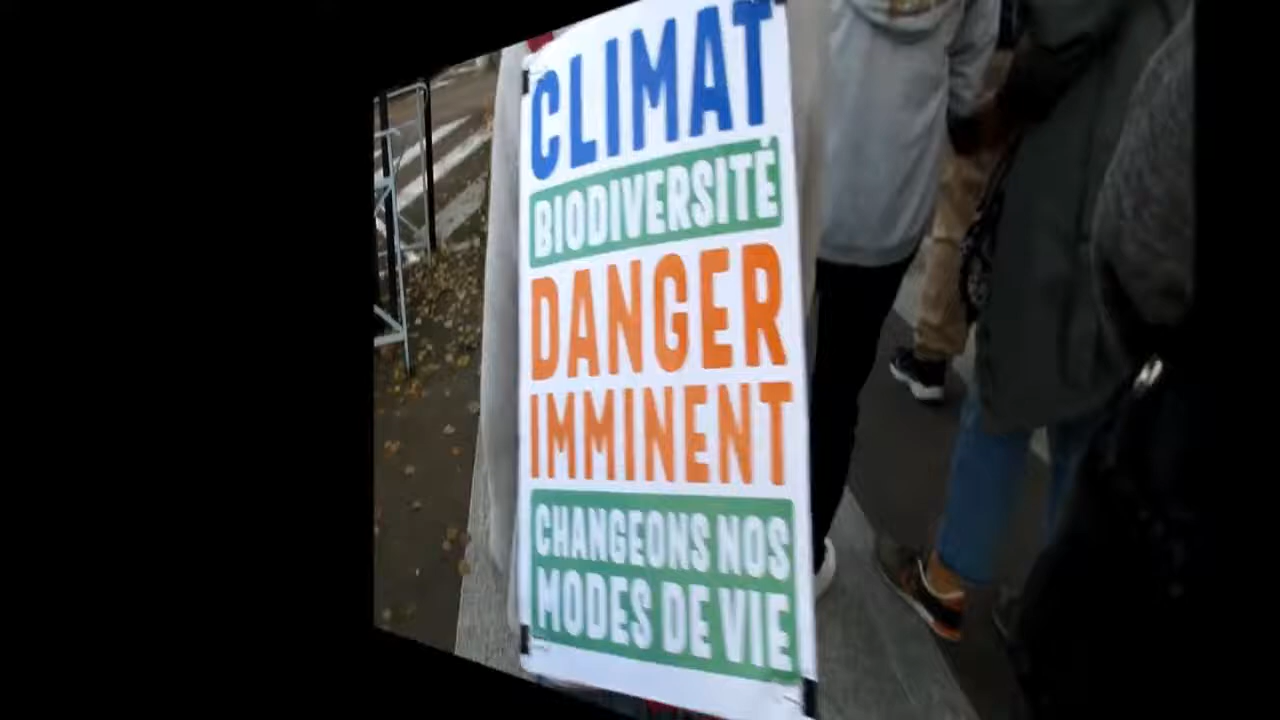 CLIMAT
BIODIVERSITÉ
DANGER
IMMINENT
CHANGEONS NOS
MODES DE VIE